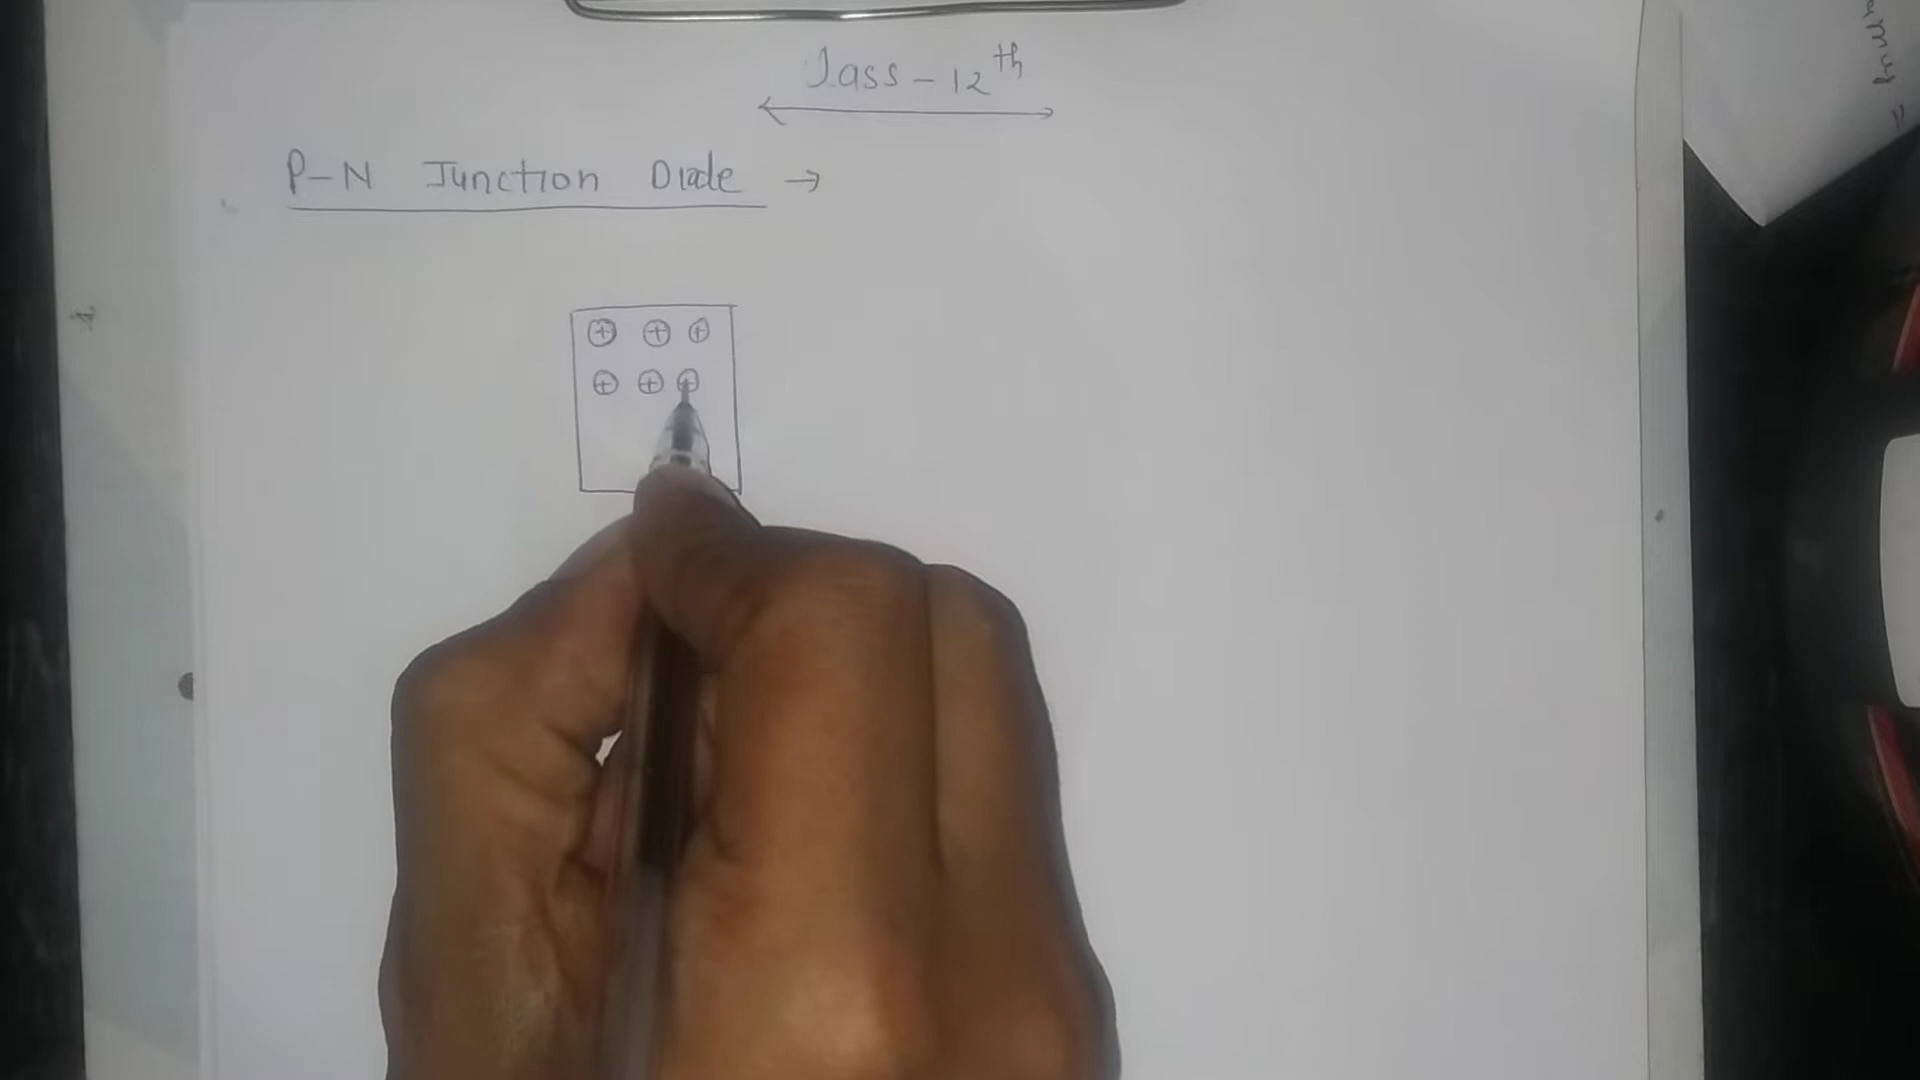 Class - 12th
P-N Junction Diode →
⊕ ⊕ ⊕
⊕ ⊕ ⊕